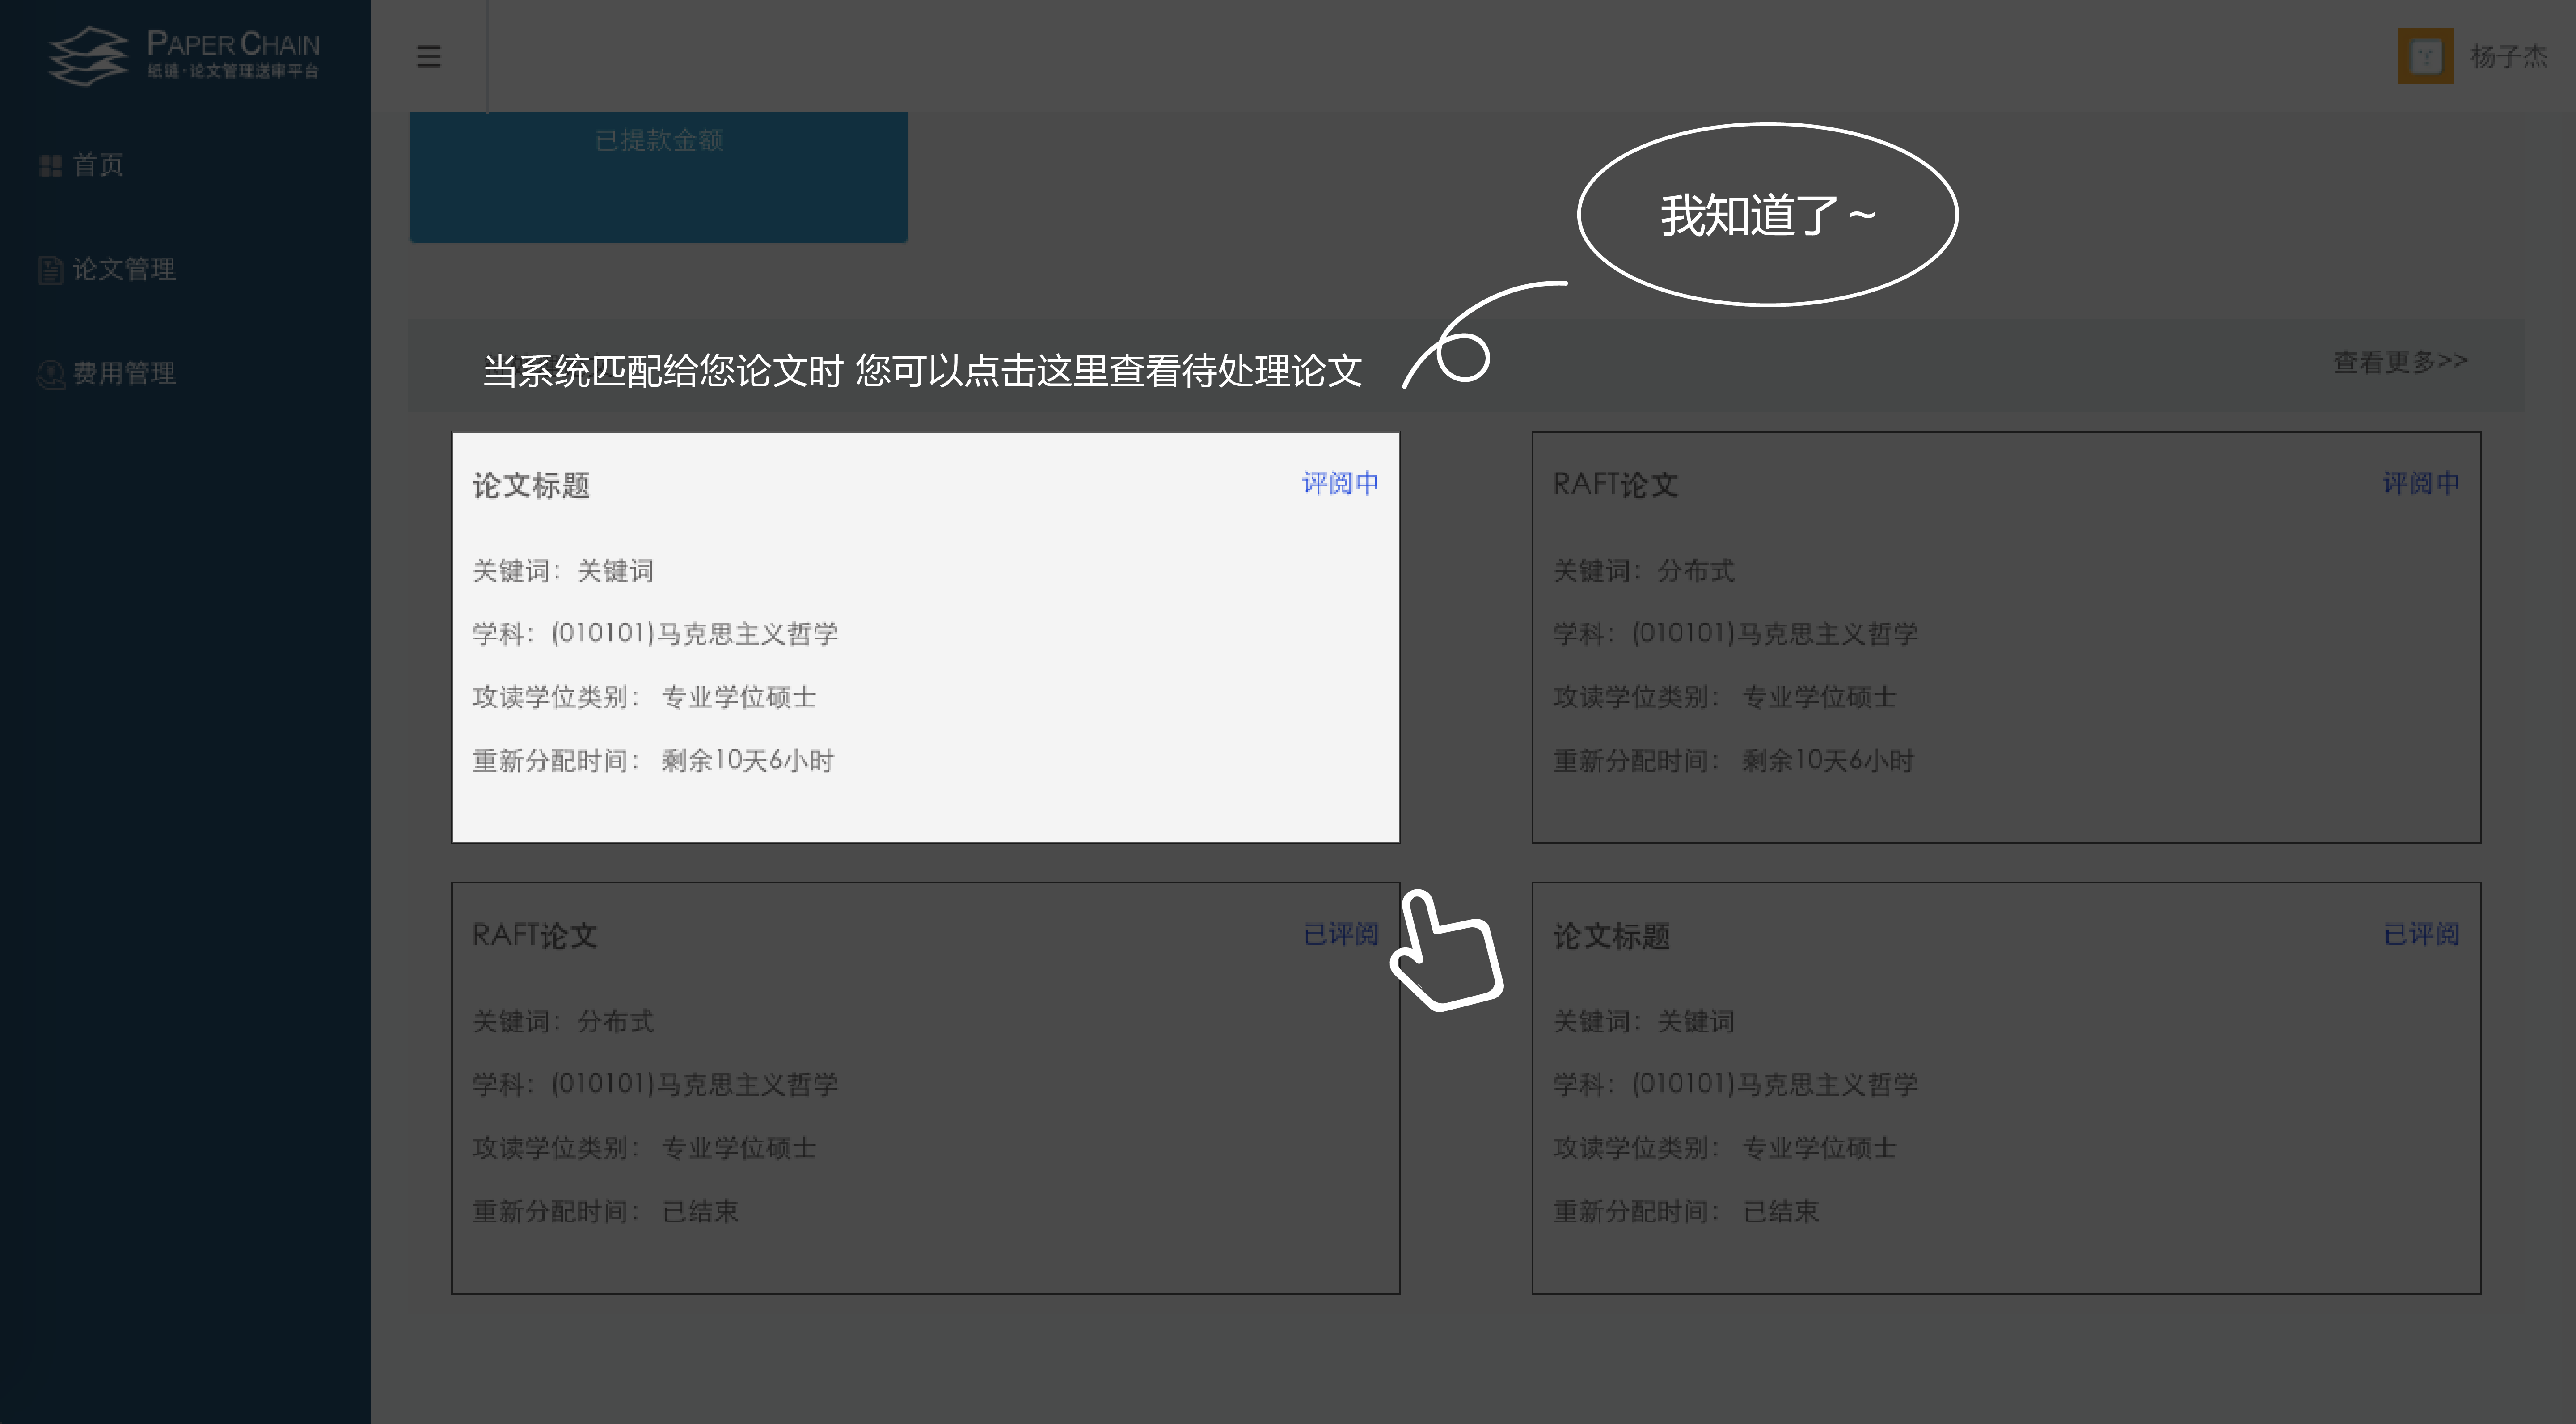 PAPER CHAIN
纸链·论文管理送审平台
杨子杰
首页
论文管理
费用管理
已提款金额
我知道了~
当系统匹配给您论文时 您可以点击这里查看待处理论文
查看更多>>
论文标题
评阅中
关键词：关键词
学科：(010101)马克思主义哲学
攻读学位类别： 专业学位硕士
重新分配时间： 剩余10天6小时
RAFT论文
评阅中
关键词：分布式
学科：(010101)马克思主义哲学
攻读学位类别： 专业学位硕士
重新分配时间： 剩余10天6小时
RAFT论文
已评阅
关键词：分布式
学科：(010101)马克思主义哲学
攻读学位类别： 专业学位硕士
重新分配时间： 已结束
论文标题
已评阅
关键词：关键词
学科：(010101)马克思主义哲学
攻读学位类别： 专业学位硕士
重新分配时间： 已结束